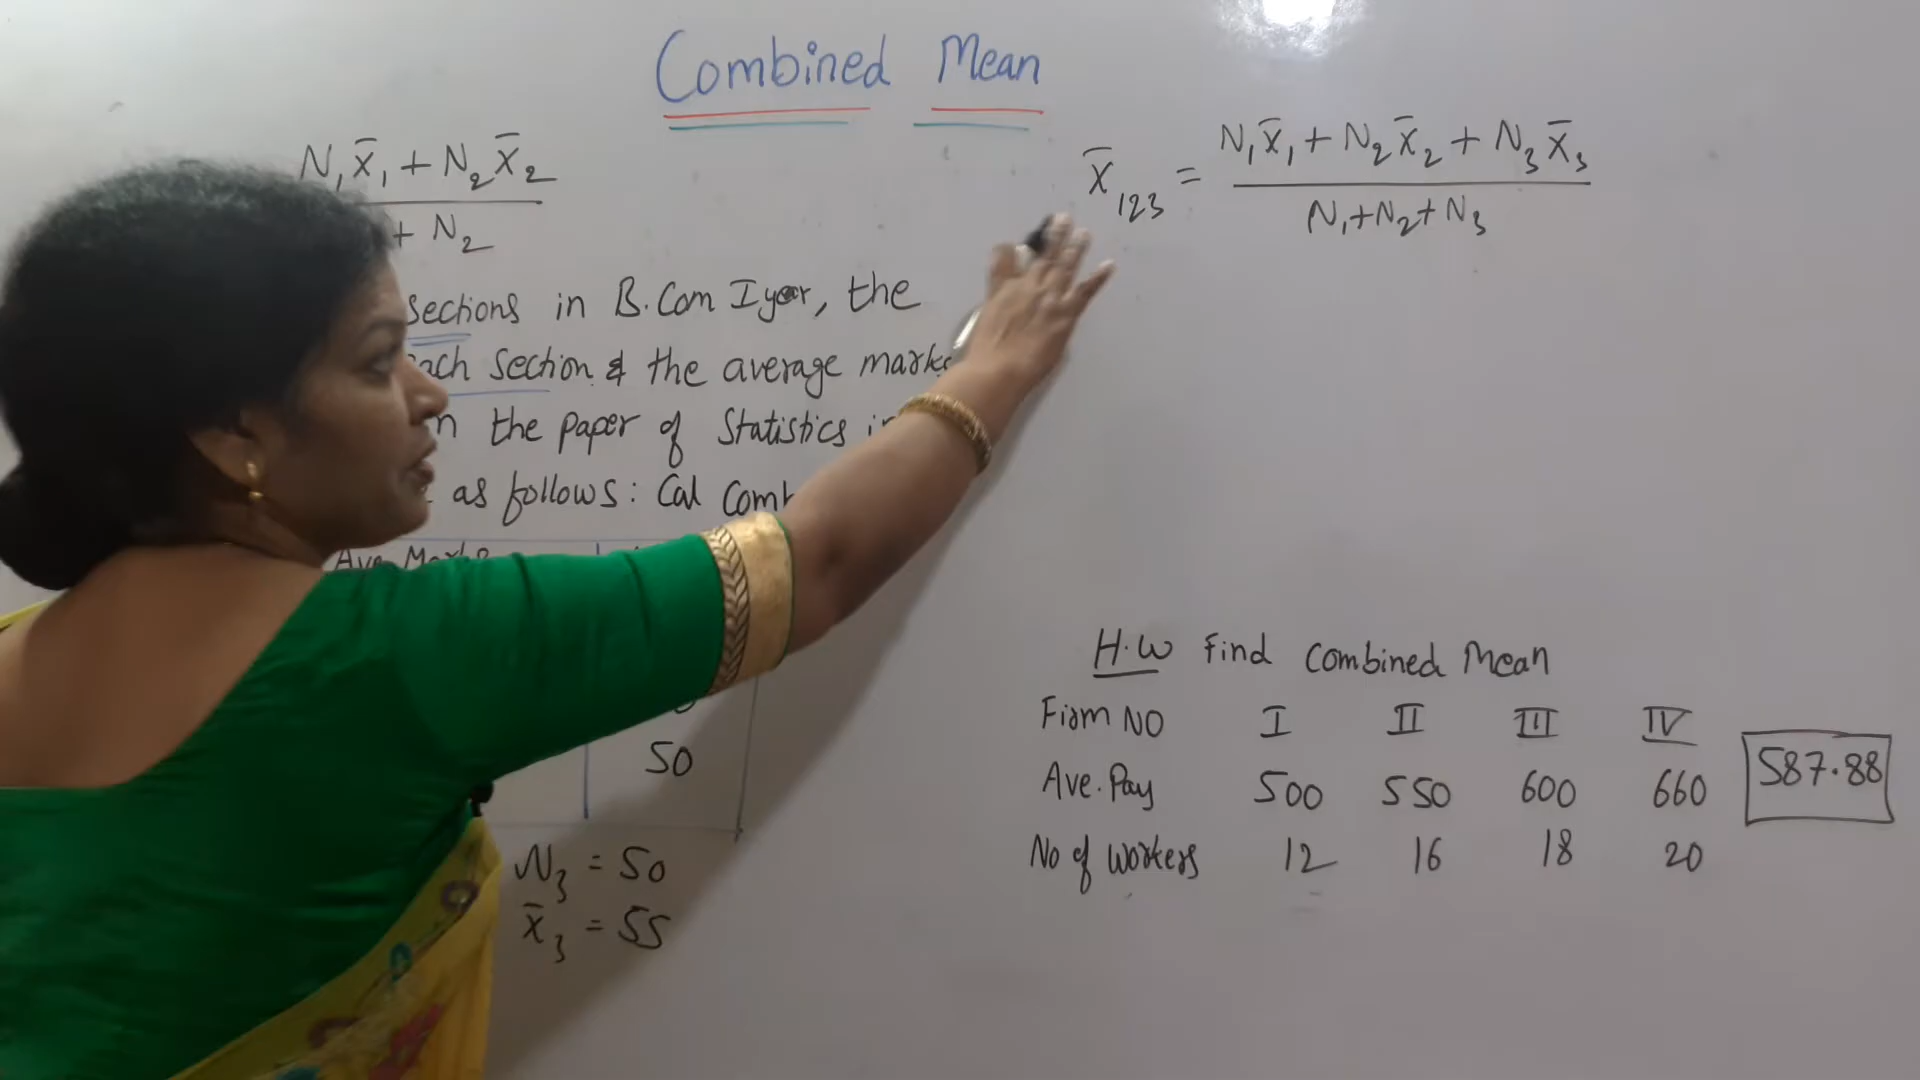 Combined Mean
N₁x̄₁ + N₂x̄₂
+ N₂
sections in B.Com I year, the
ach section & the average marks
n the paper of Statistics in
as follows: Cal Comb
Ave. Marks
50
N₃ = 50
x̄₃ = 55
x̄₁₂₃ = N₁x̄₁ + N₂x̄₂ + N₃x̄₃
N₁+N₂+N₃
H.W Find Combined Mean
Firm NO I II III IV
Ave. Pay 500 550 600 660 587.88
No of workers 12 16 18 20